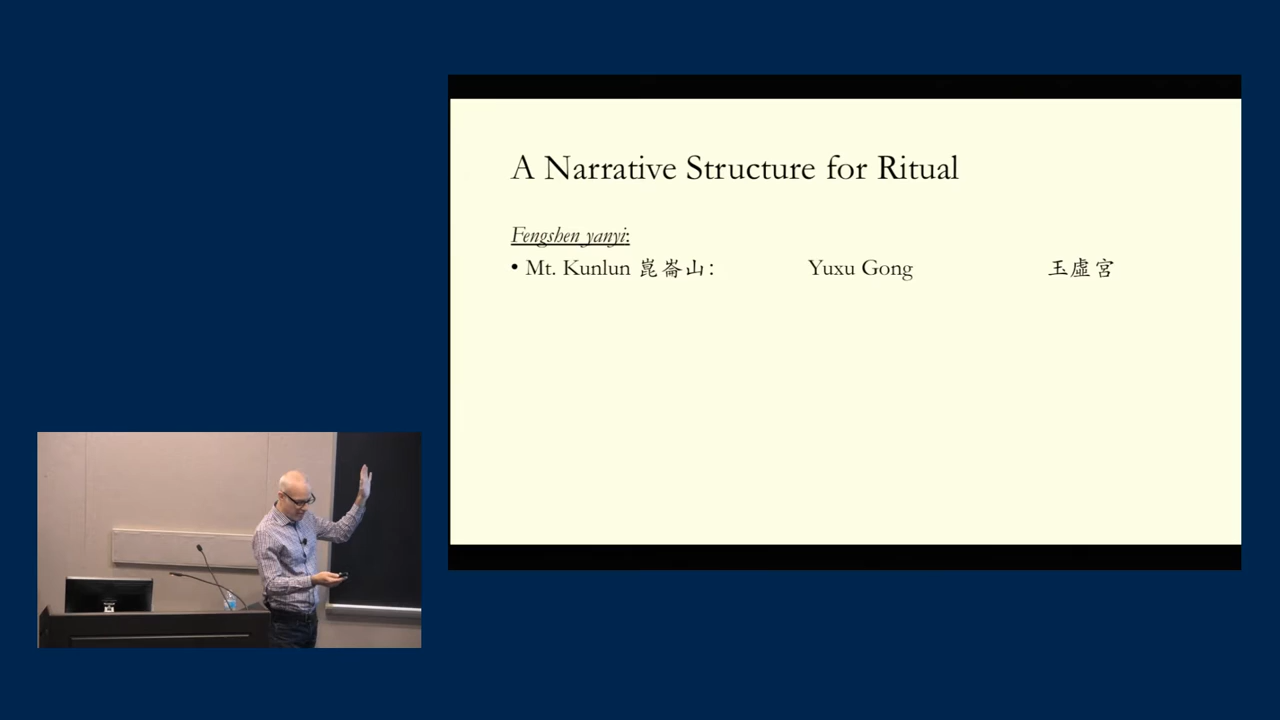 A Narrative Structure for Ritual
Fengshen yanyi:
• Mt. Kunlun 崑崙山: Yuxu Gong 玉虛宮